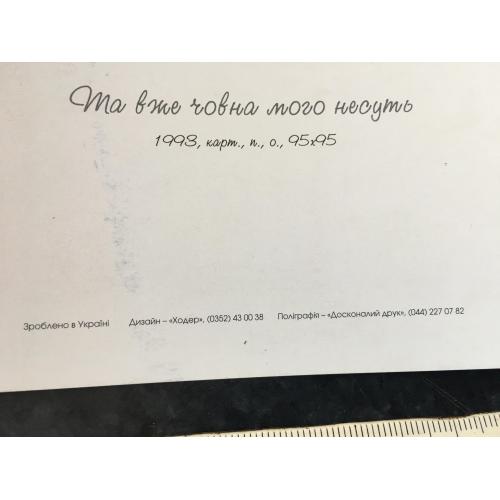 Та вже човна мого несуть
1993, карт., п., о., 95x95
Зроблено в Україні Дизайн – «Ходер», (0352) 43 00 38 Поліграфія – «Досконалий друк», (044) 227 07 82